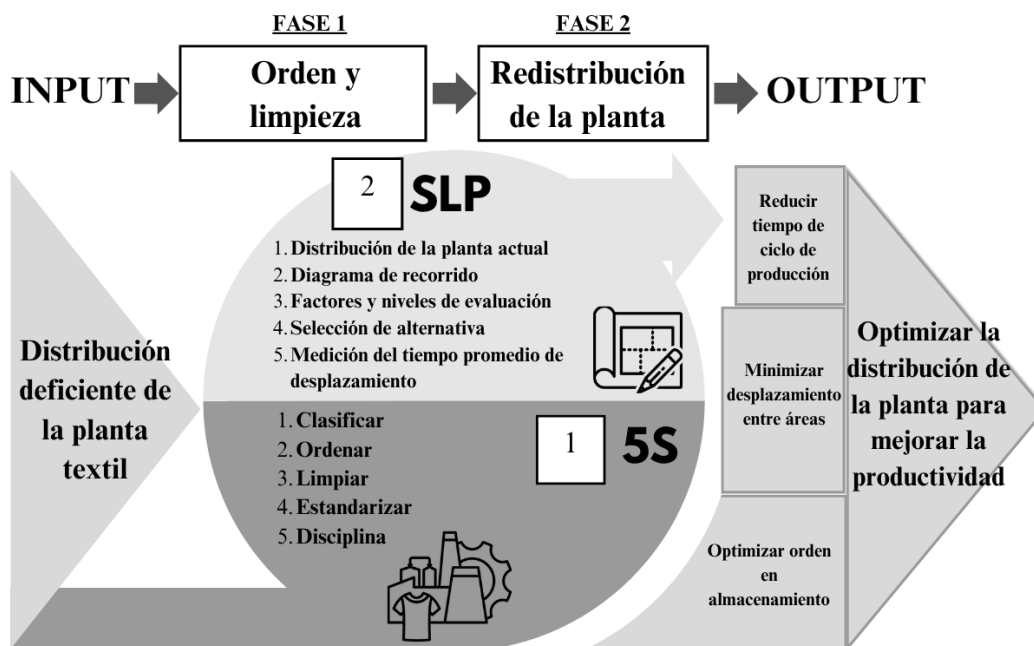 FASE 1
FASE 2
INPUT
Orden y
limpieza
Redistribución
de la planta
OUTPUT
2
SLP
1. Distribución de la planta actual
2. Diagrama de recorrido
3. Factores y niveles de evaluación
4. Selección de alternativa
5. Medición del tiempo promedio de
desplazamiento
Distribución
deficiente de
la planta
textil
1. Clasificar
2. Ordenar
3. Limpiar
4. Estandarizar
5. Disciplina
1
5S
Reducir
tiempo de
ciclo de
producción
Minimizar
desplazamiento
entre áreas
Optimizar orden
en
almacenamiento
Optimizar la
distribución de
la planta para
mejorar la
productividad